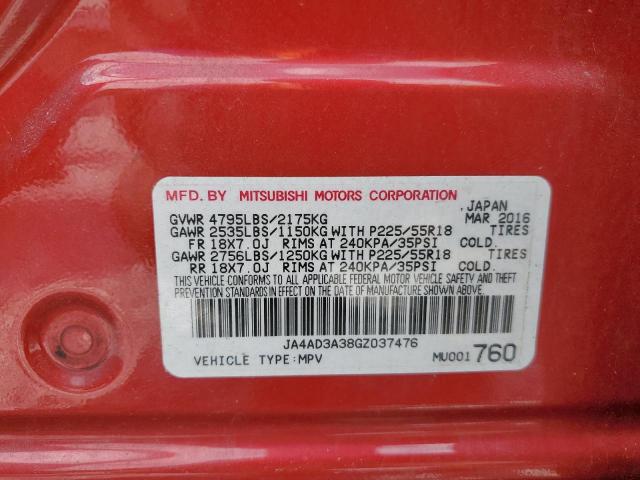 MFD. BY MITSUBISHI MOTORS CORPORATION
, JAPAN
GVWR 4795LBS/2175KG MAR 2016
GAWR 2535LBS/1150KG WITH P225/55R18 TIRES
FR 18X7.0J RIMS AT 240KPA/35PSI COLD.
GAWR 2756LBS/1250KG WITH P225/55R18 TIRES
RR 18X7.0J RIMS AT 240KPA/35PSI COLD.
THIS VEHICLE CONFORMS TO ALL APPLICABLE FEDERAL MOTOR VEHICLE SAFETY AND THEFT
PREVENTION STANDARDS IN EFFECT ON THE DATE OF MANUFACTURE SHOWN ABOVE.
JA4AD3A38GZ037476
VEHICLE TYPE:MPV MU001 760